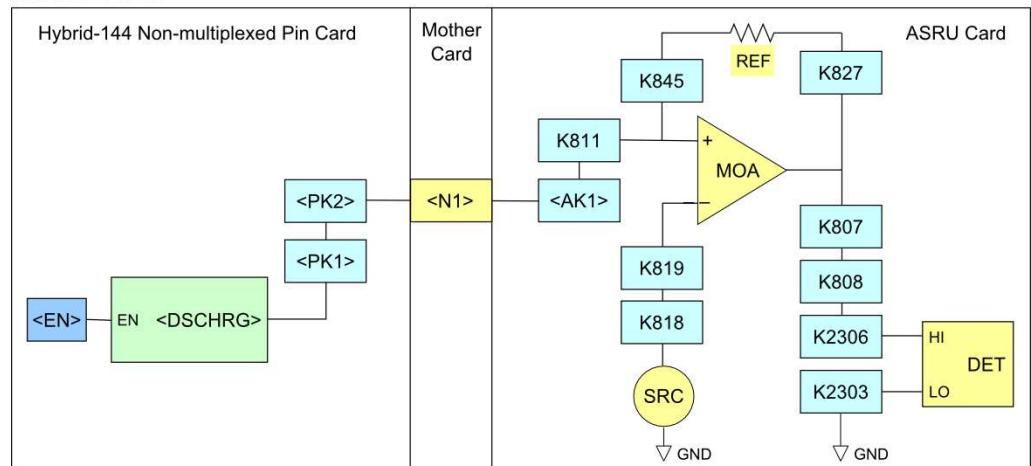 Hybrid-144 Non-multiplexed Pin Card
Mother
Card
ASRU Card
REF
K845
K827
K811
+
MOA
–
<PK2>
<N1>
<AK1>
K807
<PK1>
K819
K808
<EN>
EN
<DSCHRG>
K818
K2306
HI
DET
SRC
K2303
LO
GND
GND